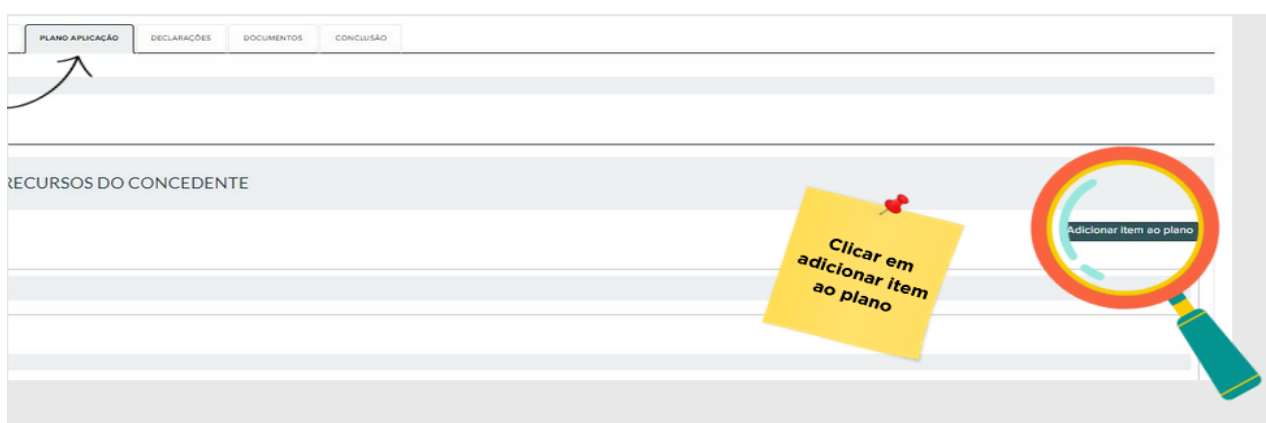 PLANO APLICAÇÃO DECLARAÇÕES DOCUMENTOS CONCLUSÃO
RECURSOS DO CONCEDENTE
Adicionar item ao plano
Clicar em
adicionar item
ao plano